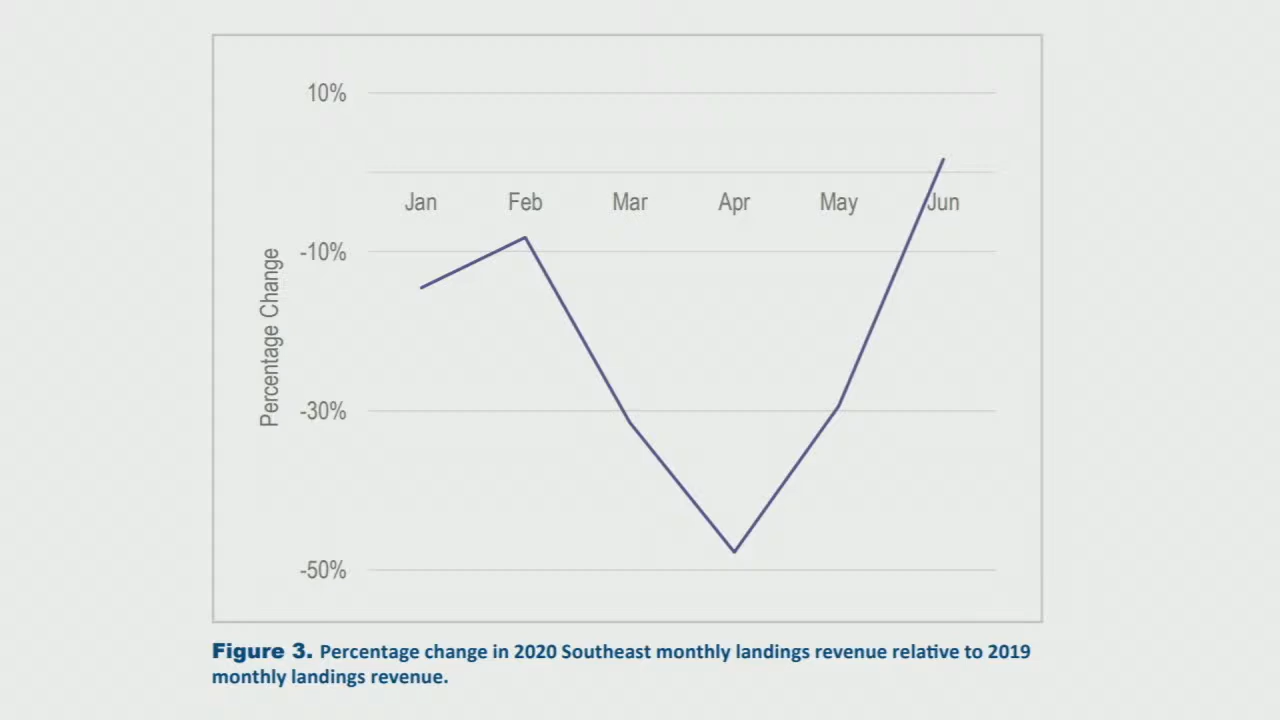 10%
Jan Feb Mar Apr May Jun
-10%
Percentage Change
-30%
-50%
Figure 3. Percentage change in 2020 Southeast monthly landings revenue relative to 2019
monthly landings revenue.